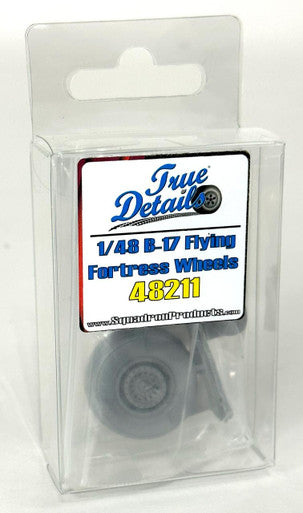 True
Details
1/48 B-17 Flying
Fortress Wheels
48211
www.SquadronProducts.com